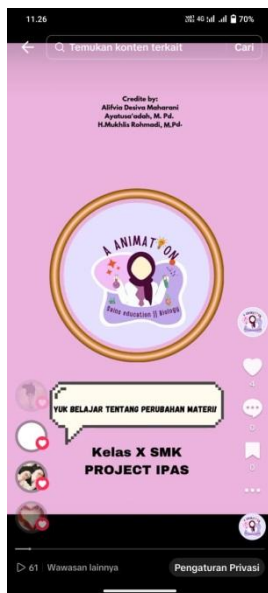 11.26
4G
70%
Temukan konten terkait
Cari
Credite by:
Alifvia Desiva Maharani
Ayatusa'adah, M. Pd.
H.Mukhlis Rohmadi, M.Pd.
A ANIMATION
Sains education || Biology
YUK BELAJAR TENTANG PERUBAHAN MATERI!
Kelas X SMK
PROJECT IPAS
4
0
0
61
Wawasan lainnya
Pengaturan Privasi